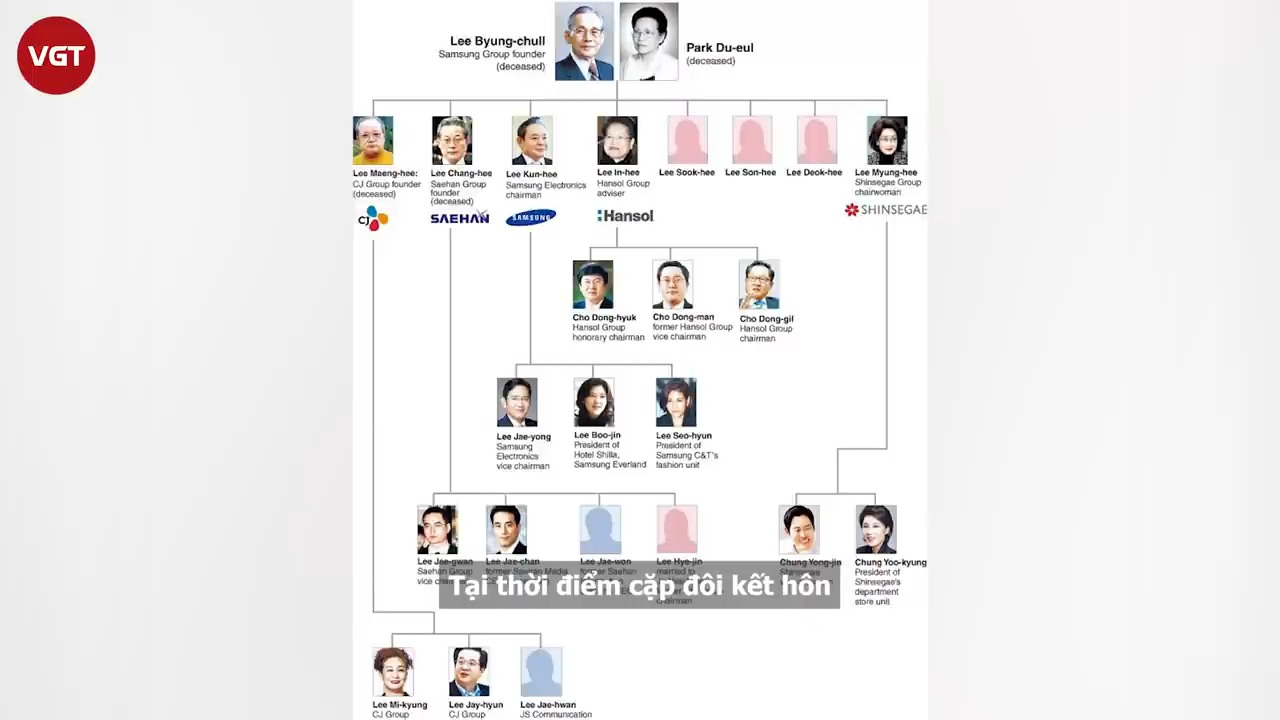 VGT
Lee Byung-chull
Samsung Group founder
(deceased)
Park Du-eul
(deceased)
Lee Maeng-hee:
CJ Group founder
(deceased)
CJ
Lee Chang-hee
Saehan Group
founder
(deceased)
SAEHAN
Lee Kun-hee
Samsung Electronics
chairman
SAMSUNG
Lee In-hee
Hansol Group
adviser
Hansol
Lee Sook-hee
Lee Son-hee
Lee Deok-hee
Lee Myung-hee
Shinsegae Group
chairwoman
SHINSEGAE
Cho Dong-hyuk
Hansol Group
honorary chairman
Cho Dong-man
former Hansol Group
vice chairman
Cho Dong-gil
Hansol Group
chairman
Lee Jae-yong
Samsung
Electronics
vice chairman
Lee Boo-jin
President of
Hotel Shilla,
Samsung Everland
Lee Seo-hyun
President of
Samsung C&T's
fashion unit
Lee Jae-gwan
Saehan Group
vice
Lee Jae-chan
former Saehan Media
Lee Jae-won
former Saehan
Lee Hye-jin
married to
chairman
Chung Yong-jin
Shinsegae
Chung Yoo-kyung
President of
Shinsegae's
department
store unit
Tại thời điểm cặp đôi kết hôn
Lee Mi-kyung
CJ Group
Lee Jay-hyun
CJ Group
Lee Jae-hwan
JS Communication